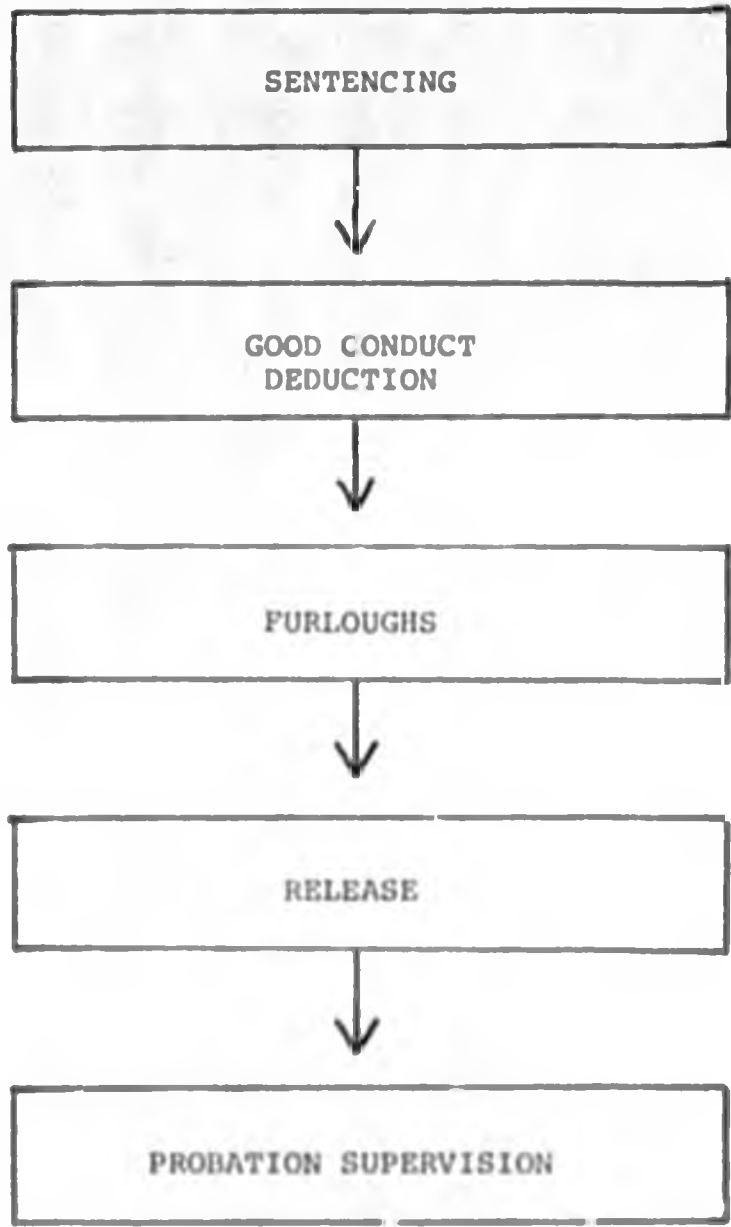 SENTENCING
GOOD CONDUCT
DEDUCTION
FURLOUGHS
RELEASE
PROBATION SUPERVISION